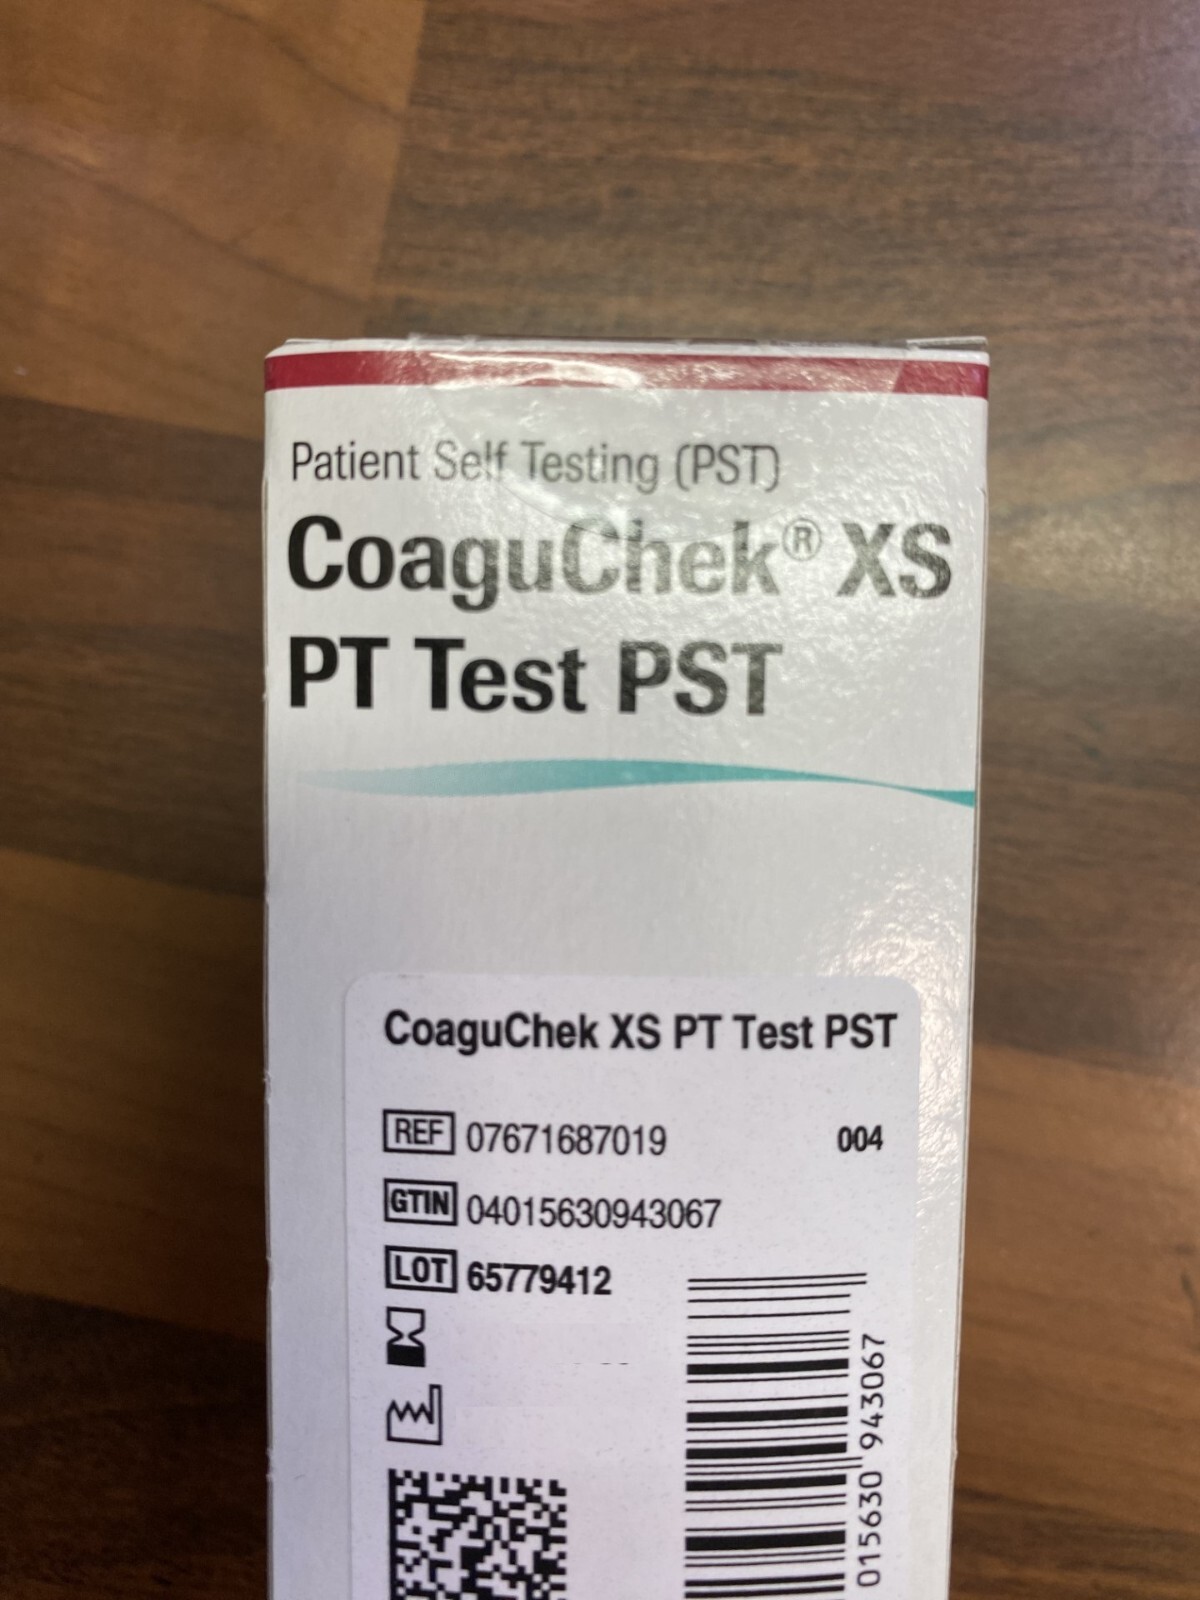 Patient Self Testing (PST)
CoaguChek® XS
PT Test PST
CoaguChek XS PT Test PST
REF 07671687019 004
GTIN 04015630943067
LOT 65779412
015630 943067